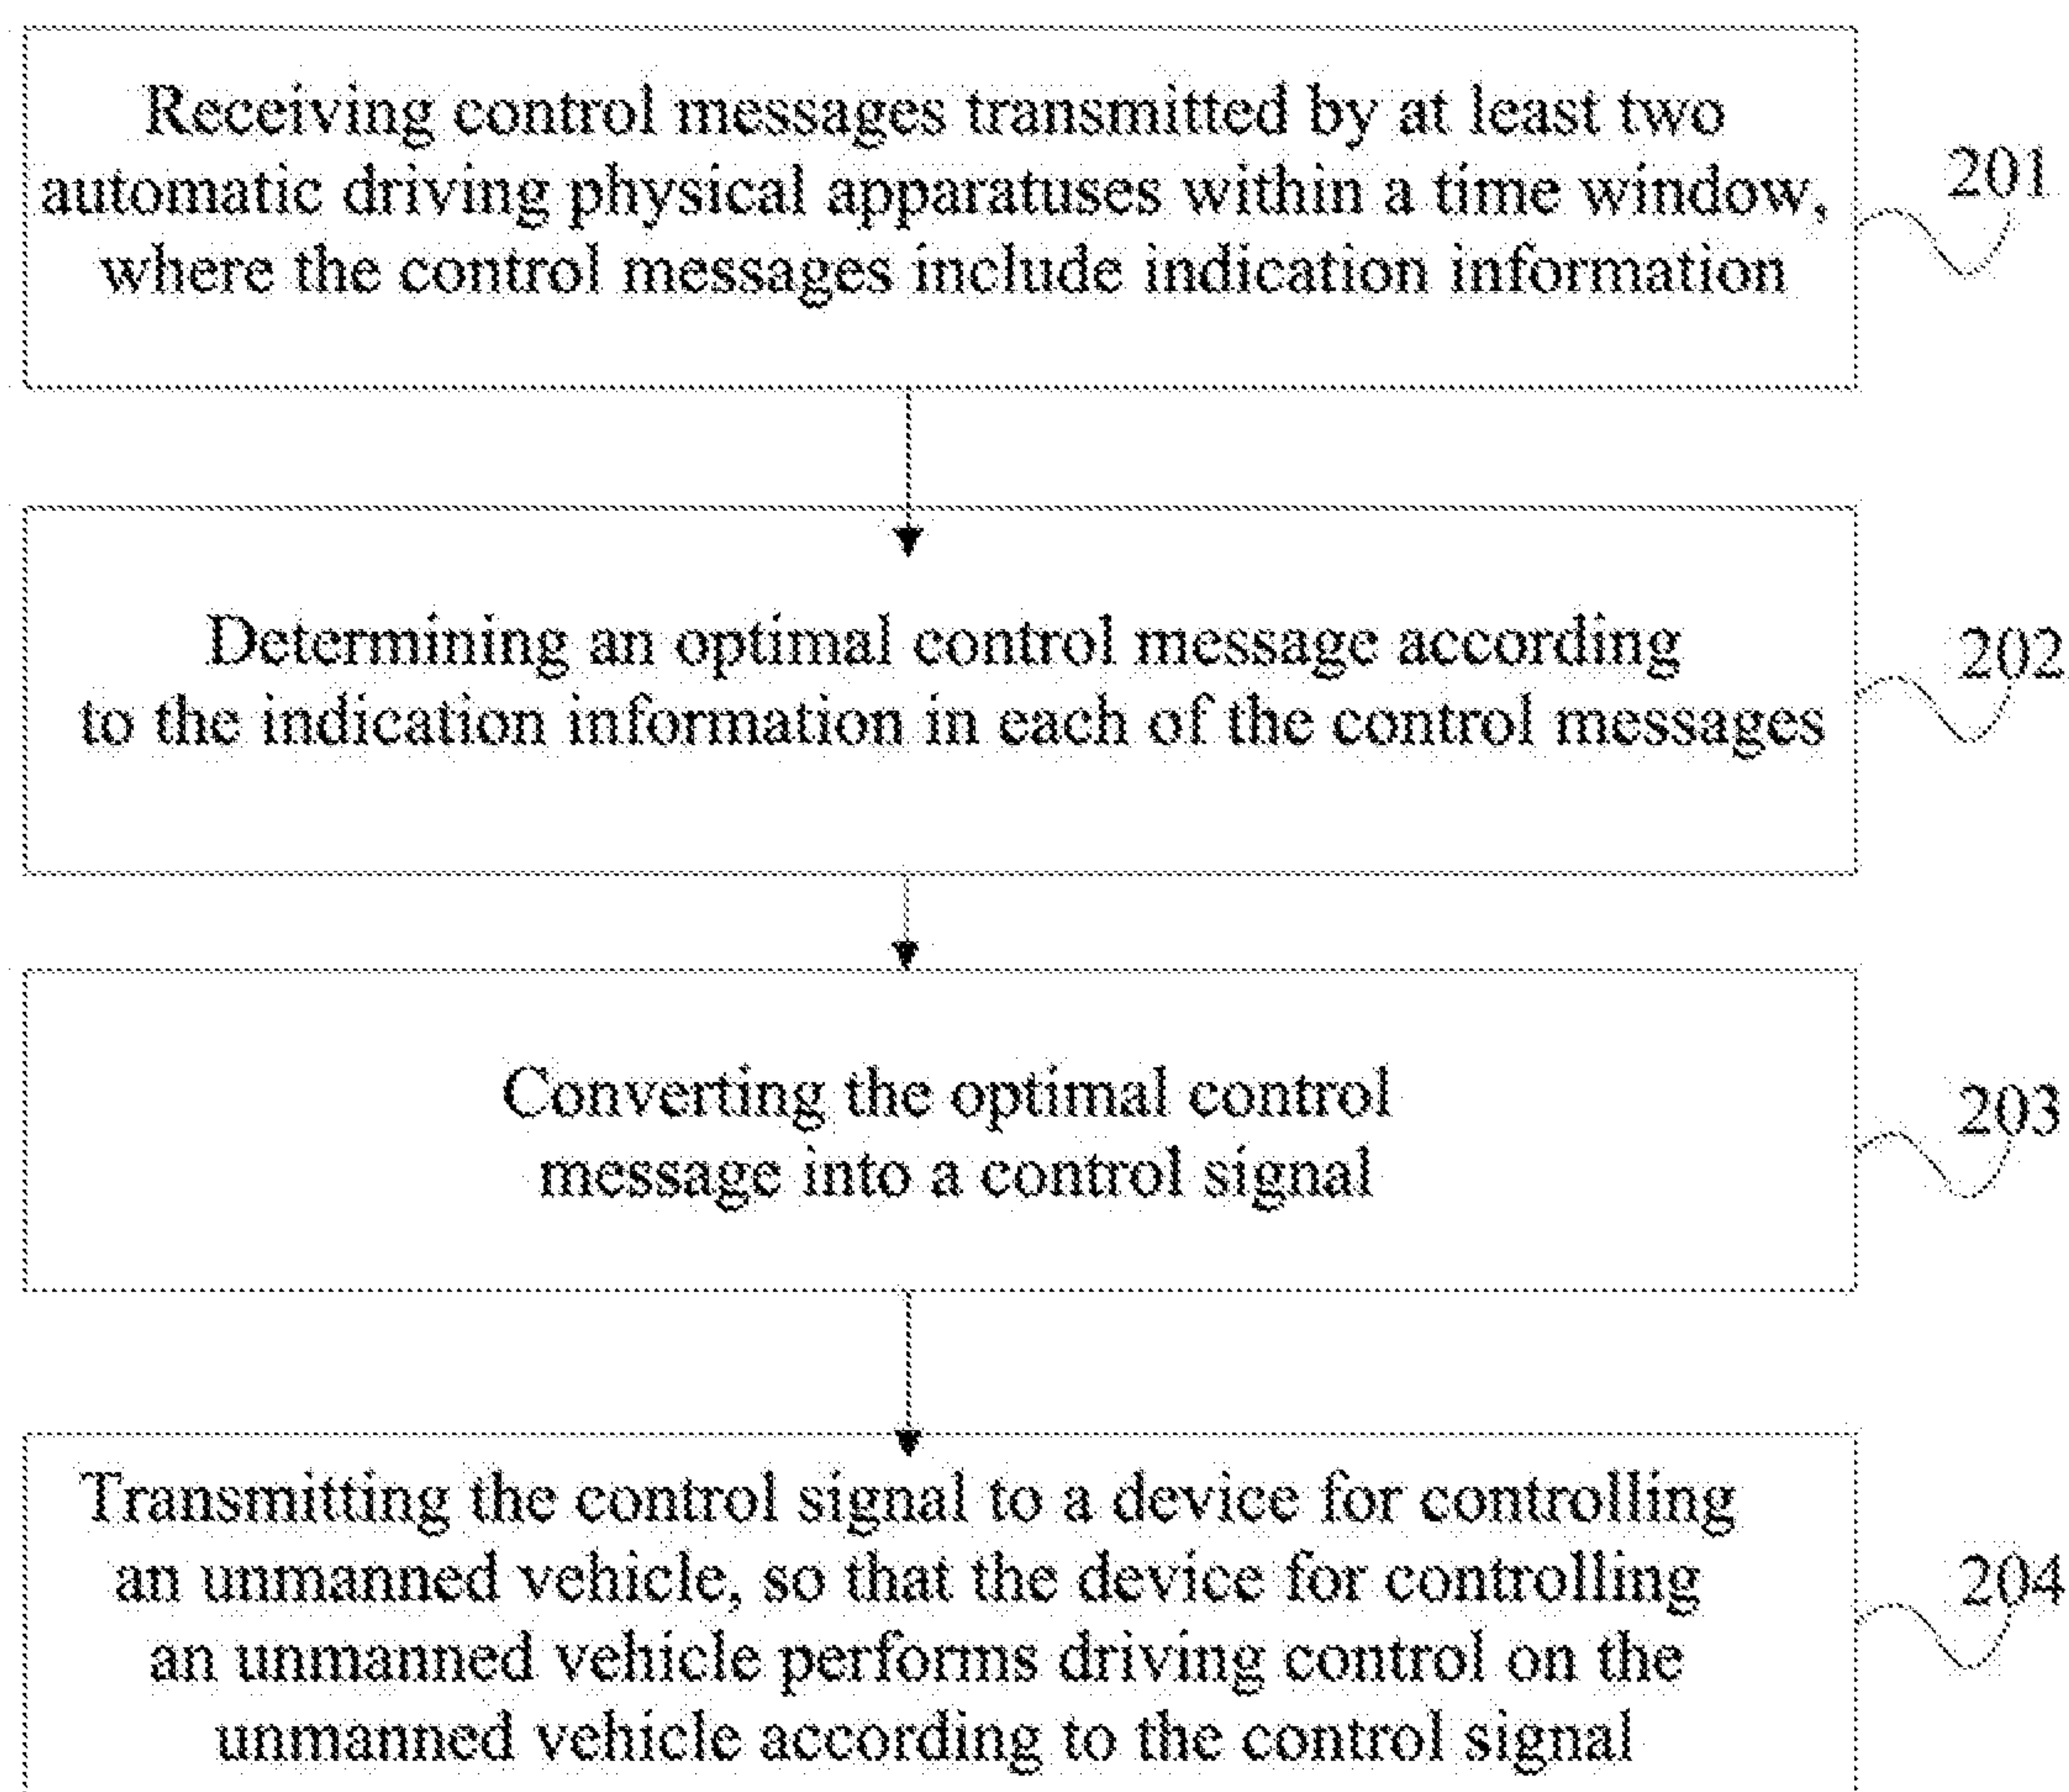 Receiving control messages transmitted by at least two
automatic driving physical apparatuses within a time window,
where the control messages include indication information
201
Determining an optimal control message according
to the indication information in each of the control messages
202
Converting the optimal control
message into a control signal
203
Transmitting the control signal to a device for controlling
an unmanned vehicle, so that the device for controlling
an unmanned vehicle performs driving control on the
unmanned vehicle according to the control signal
204